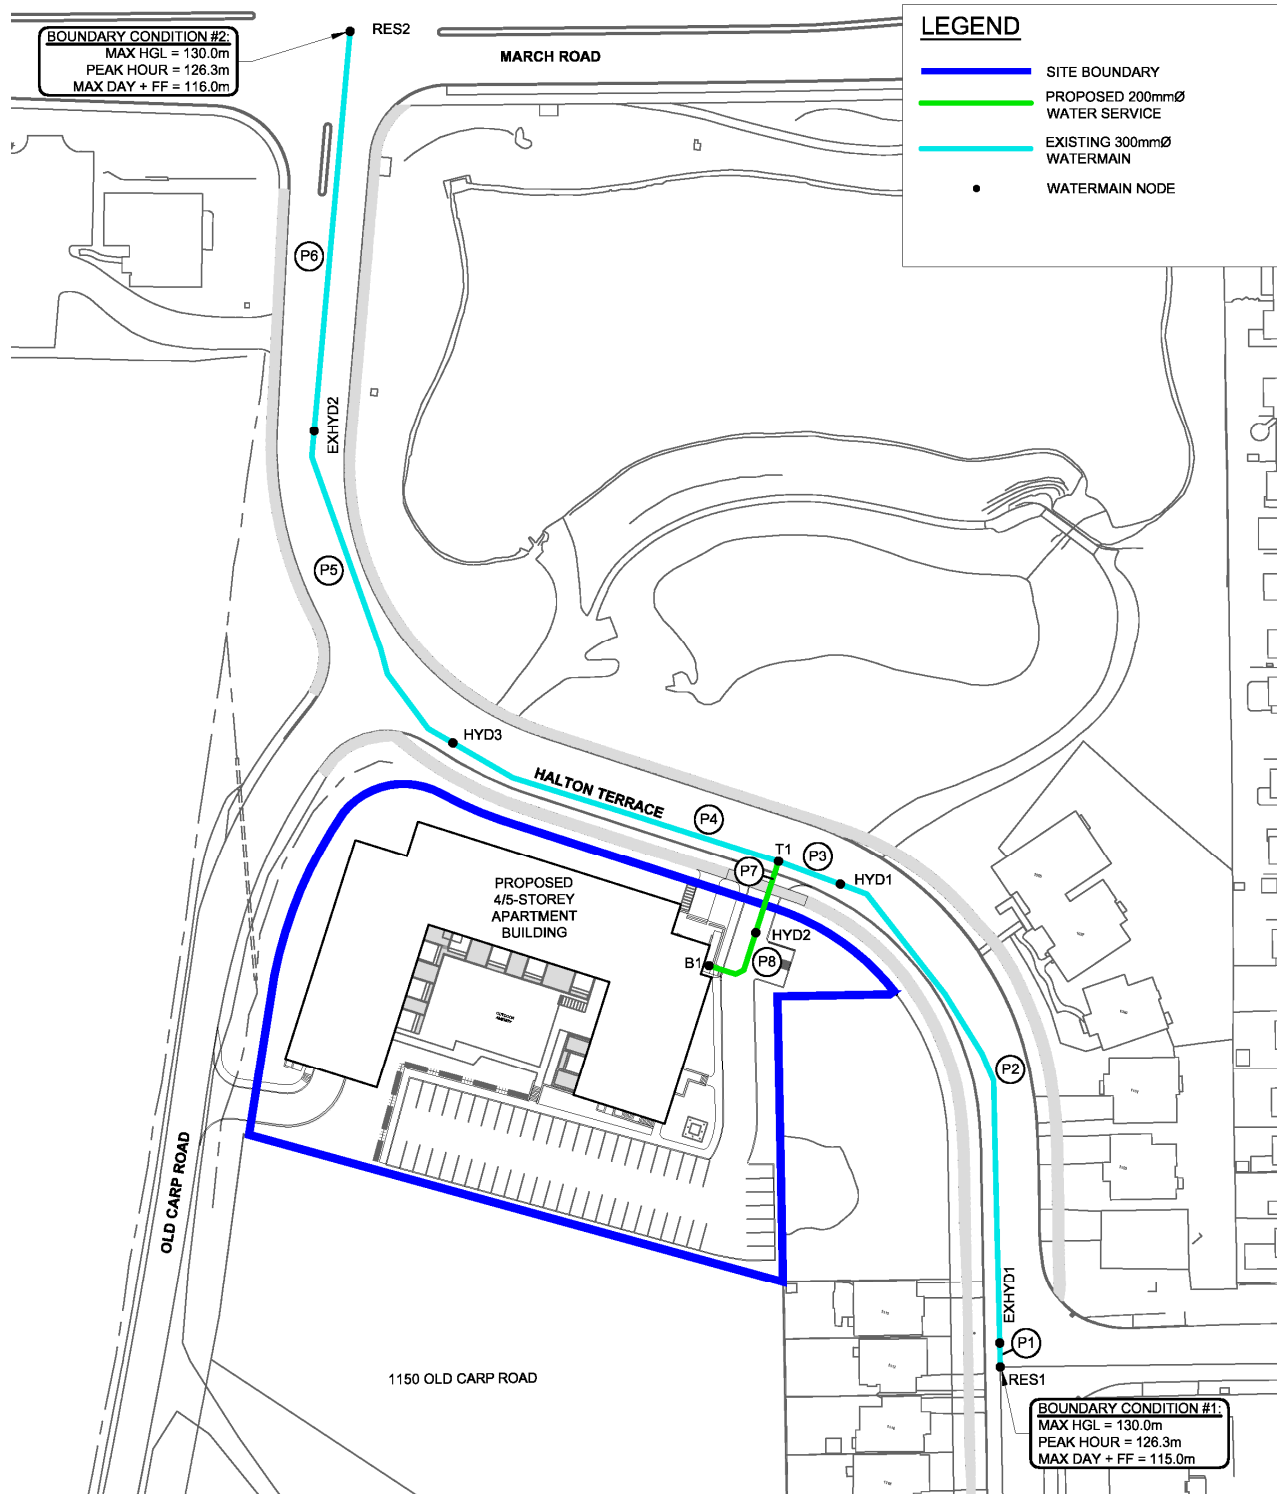 BOUNDARY CONDITION #2:
MAX HGL = 130.0m
PEAK HOUR = 126.3m
MAX DAY + FF = 116.0m
RES2
MARCH ROAD
LEGEND
SITE BOUNDARY
PROPOSED 200mmØ
WATER SERVICE
EXISTING 300mmØ
WATERMAIN
WATERMAIN NODE
P6
EXHYD2
P5
HYD3
HALTON TERRACE
P4
T1
P3
P7
HYD1
PROPOSED
4/5-STOREY
APARTMENT
BUILDING
HYD2
B1
P8
OUTDOOR
AMENITY
P2
OLD CARP ROAD
EXHYD1
P1
RES1
1150 OLD CARP ROAD
BOUNDARY CONDITION #1:
MAX HGL = 130.0m
PEAK HOUR = 126.3m
MAX DAY + FF = 115.0m